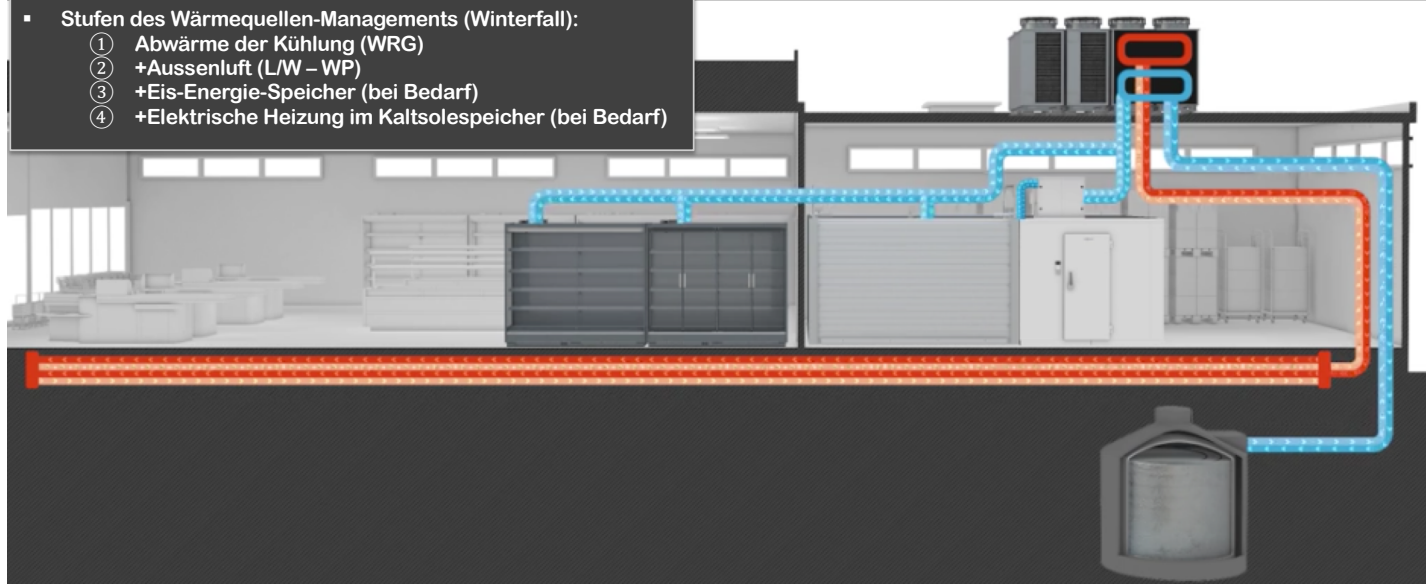 ▪ Stufen des Wärmequellen-Managements (Winterfall):
① Abwärme der Kühlung (WRG)
② +Aussenluft (L/W – WP)
③ +Eis-Energie-Speicher (bei Bedarf)
④ +Elektrische Heizung im Kaltsolespeicher (bei Bedarf)